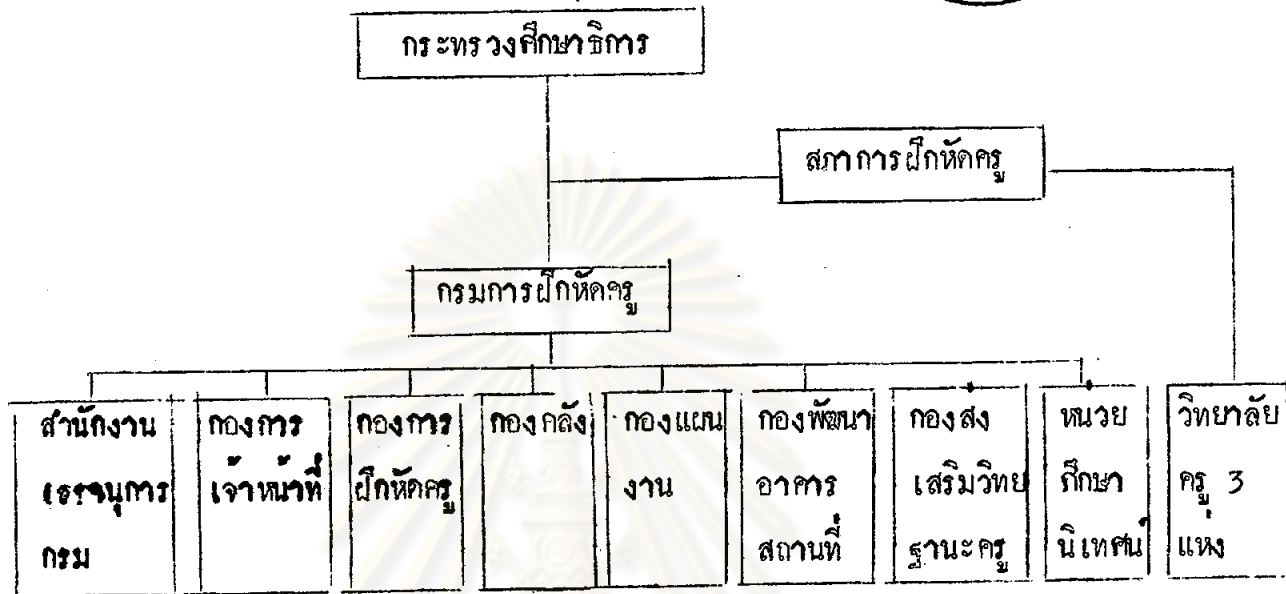 กระทรวงศึกษาธิการ
สภาการฝึกหัดครู
กรมการฝึกหัดครู
สำนักงาน
เลขานุการ
กรม
กองการ
เจ้าหน้าที่
กองการ
ฝึกหัดครู
กองคลัง
กองแผน
งาน
กองพัฒนา
อาคาร
สถานที่
กองส่ง
เสริมวิทย
ฐานะครู
หน่วย
ศึกษา
นิเทศน์
วิทยาลัย
ครู 3
แห่ง